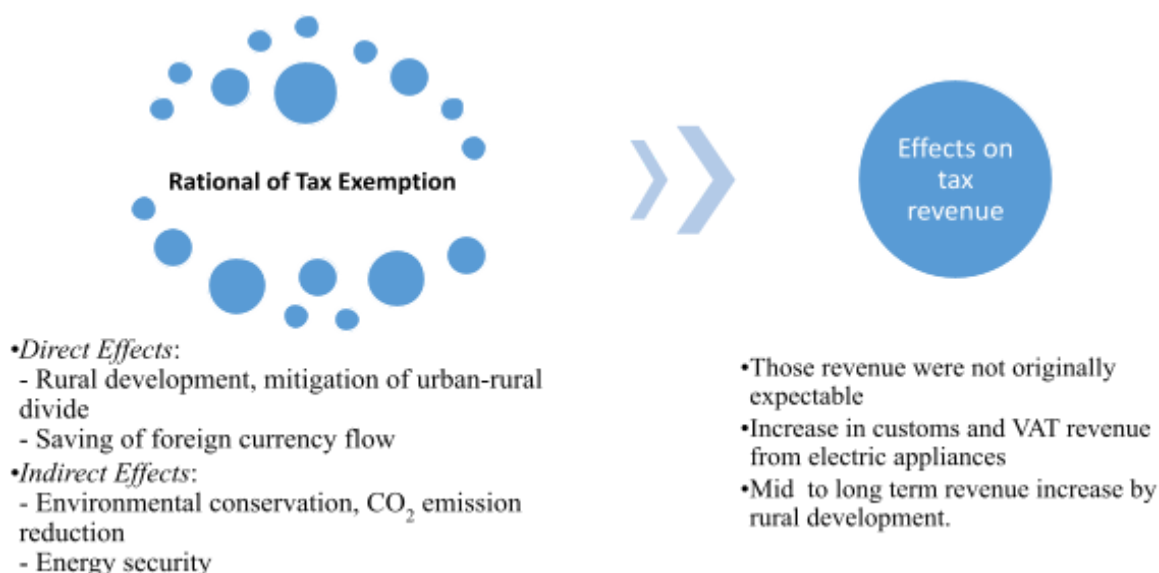 Rational of Tax Exemption
Effects on
tax
revenue
•Direct Effects:
- Rural development, mitigation of urban-rural
divide
- Saving of foreign currency flow
•Indirect Effects:
- Environmental conservation, CO₂ emission
reduction
- Energy security
•Those revenue were not originally
expectable
•Increase in customs and VAT revenue
from electric appliances
•Mid to long term revenue increase by
rural development.